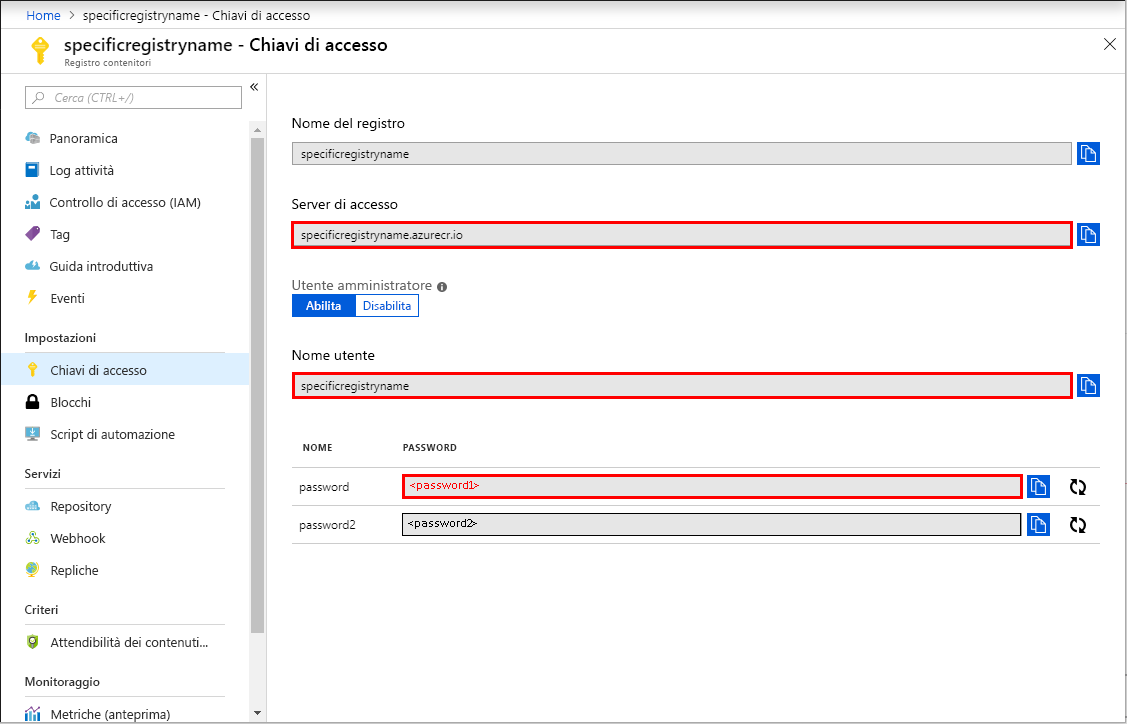 Home > specificregistryname - Chiavi di accesso
specificregistryname - Chiavi di accesso
Registro contenitori
Cerca (CTRL+/)
Panoramica
Log attività
Controllo di accesso (IAM)
Tag
Guida introduttiva
Eventi
Impostazioni
Chiavi di accesso
Blocchi
Script di automazione
Servizi
Repository
Webhook
Repliche
Criteri
Attendibilità dei contenuti...
Monitoraggio
Metriche (anteprima)
Nome del registro
specificregistryname
Server di accesso
specificregistryname.azurecr.io
Utente amministratore
Abilita Disabilita
Nome utente
specificregistryname
NOME PASSWORD
password <password1>
password2 <password2>